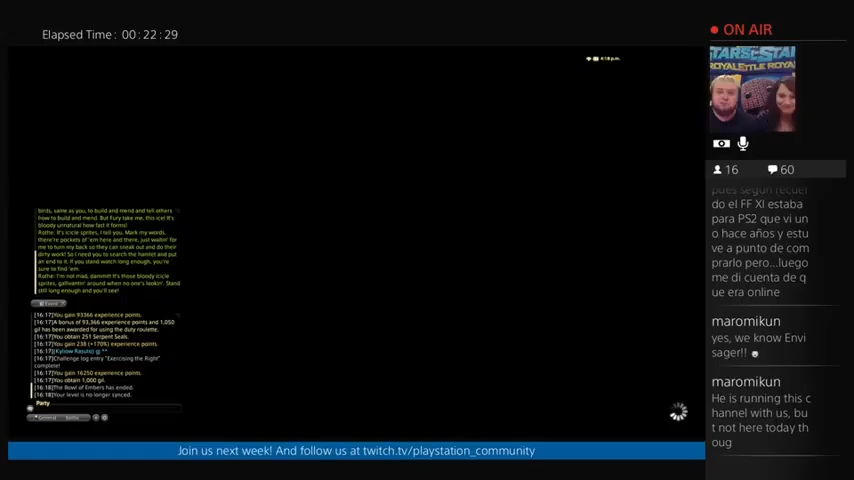 Elapsed Time: 00:22:29
4:18 p.m.
birds, same as you, to build and mend and tell others
how to build and mend. But Fury take me, this ice! It's
bloody unnatural how fast it forms!
Rothe: It's icicle sprites, I tell you. Mark my words,
there're pockets of 'em here and there, just waitin' for
me to turn my back so they can sneak out and do their
dirty work! So I need you to search the hamlet and put
an end to it. If you stand watch long enough, you're
sure to find 'em.
Rothe: I'm not mad, dammit! It's those bloody icicle
sprites, gallivantin' around when no one's lookin'. Stand
still long enough and you'll see!
Event
[16:17]You gain 93366 experience points.
[16:17]A bonus of 93,366 experience points and 1,050
gil has been awarded for using the duty roulette.
[16:17]You obtain 251 Serpent Seals.
[16:17]You gain 238 (+170%) experience points.
[16:17](Kyliow Rasuto) gj ^^
[16:17]Challenge log entry "Exercising the Right"
complete!
[16:17]You gain 16250 experience points.
[16:17]You obtain 1,000 gil.
[16:18]The Bowl of Embers has ended.
[16:18]Your level is no longer synced.
Party
General
Battle
Join us next week! And follow us at twitch.tv/playstation_community
ON AIR
16
60
pues segun recuer
do el FF XI estaba
para PS2 que vi un
o hace años y estu
ve a punto de com
prarlo pero...luego
me di cuenta de q
ue era online
maromikun
yes, we know Envi
sager!!
maromikun
He is running this c
hannel with us, bu
t not here today th
oug